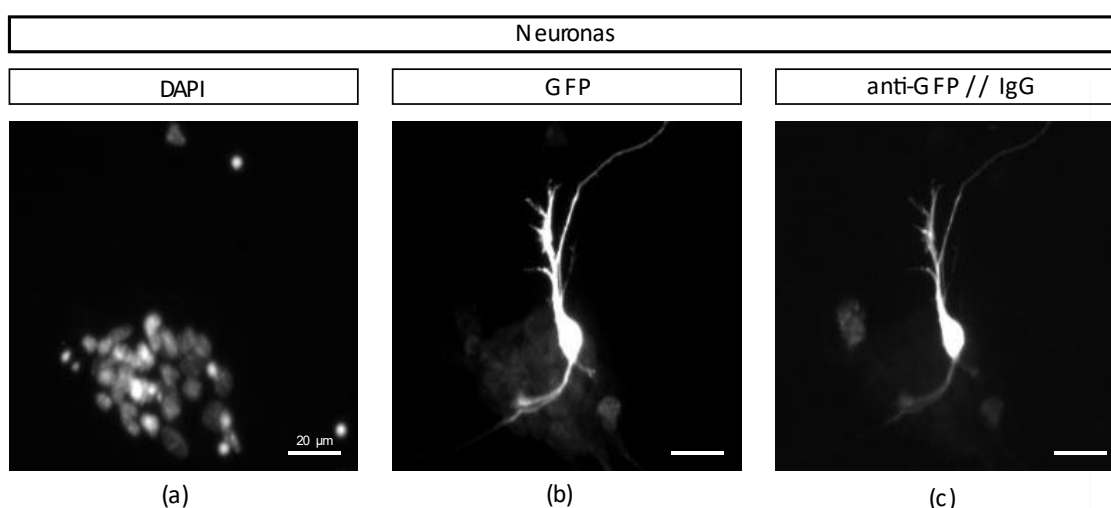 Neuronas
DAPI
GFP
anti-GFP // IgG
20 µm
(a)
(b)
(c)